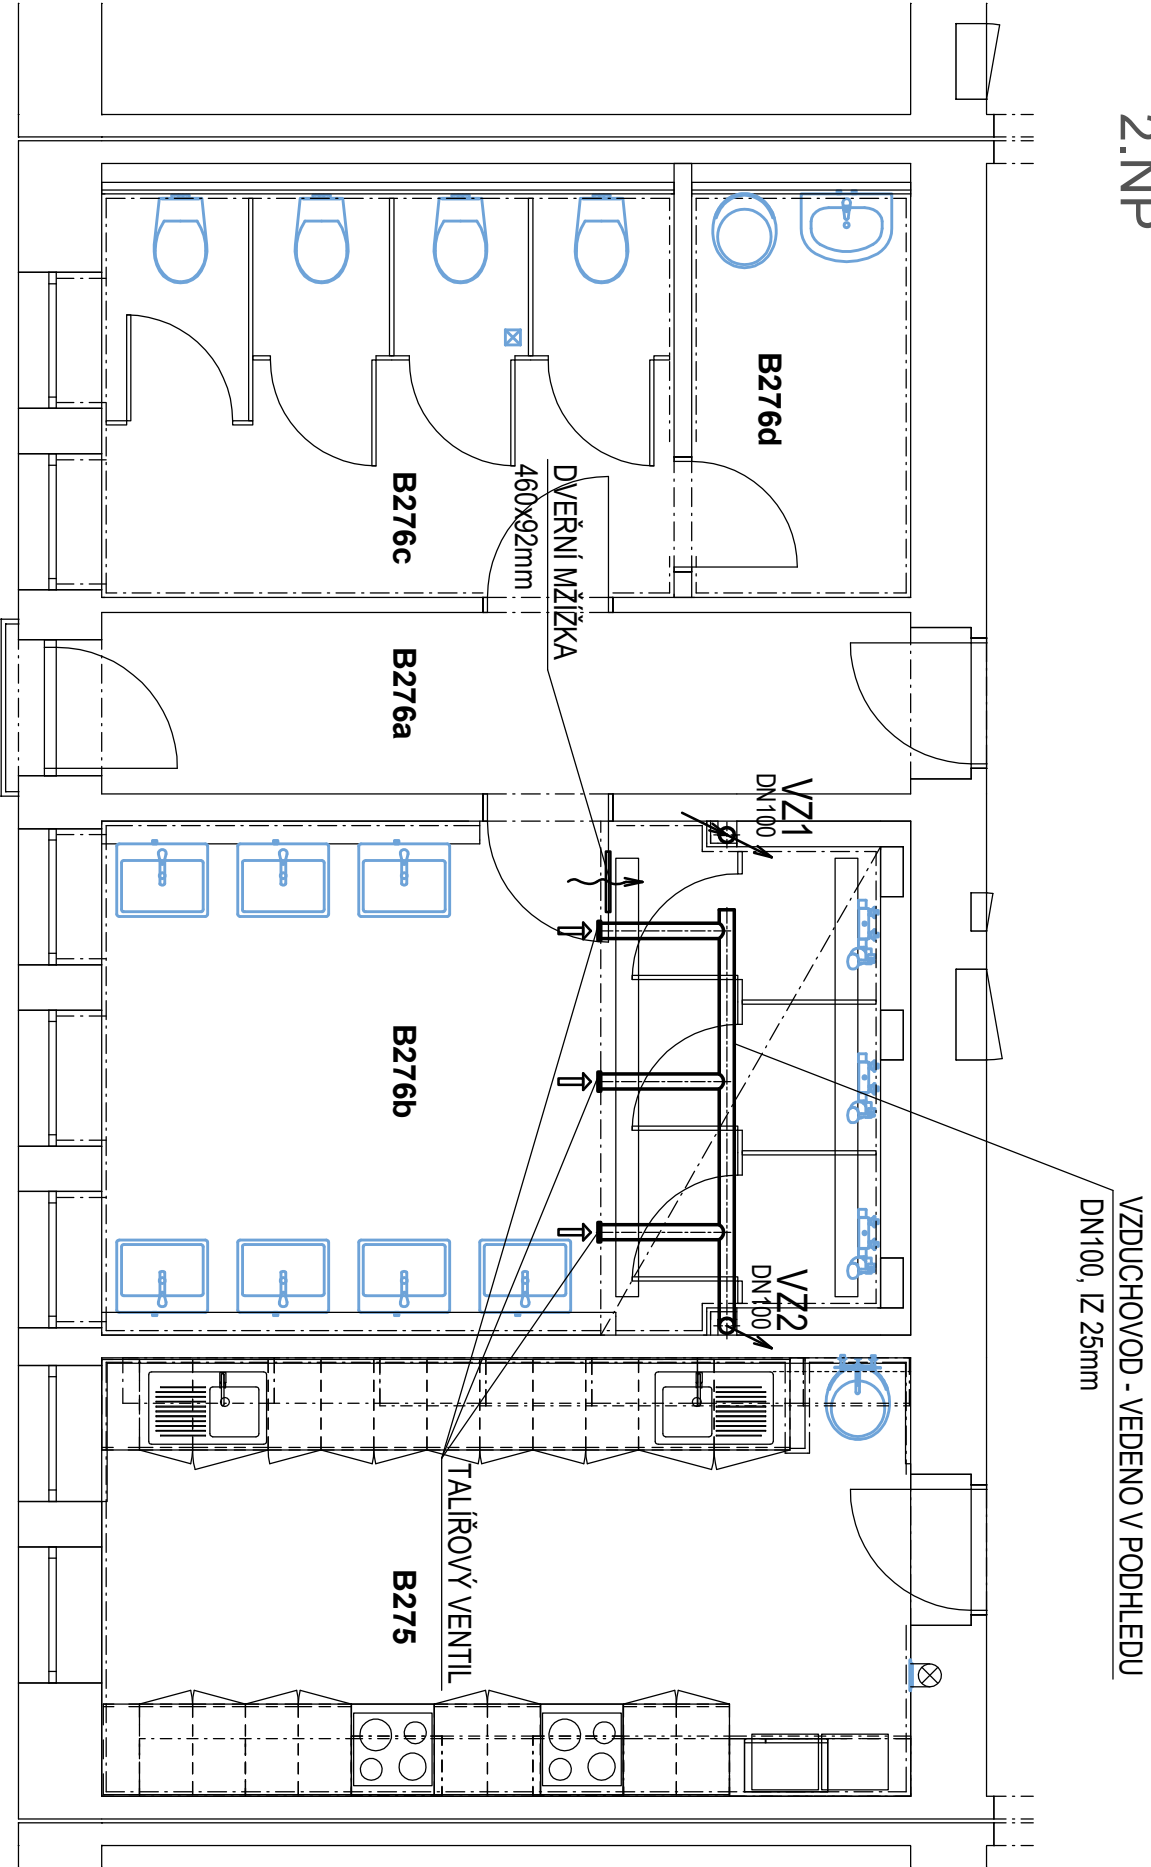 2.NP
B276d
B276c
DVEŘNÍ MŽÍŽKA
460x92mm
B276a
VZ1
DN100
B276b
VZ2
DN100
VZDUCHOVOD - VEDENO V PODHLEDU
DN100, IZ 25mm
TALÍŘOVÝ VENTIL
B275